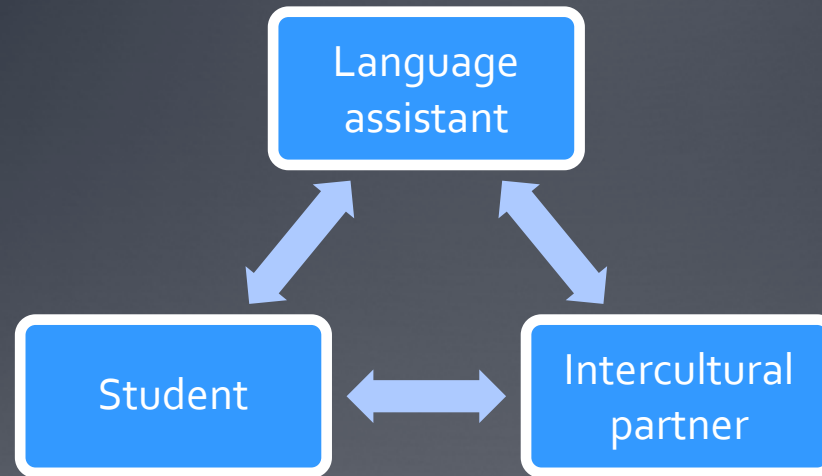 Language
assistant
Student
Intercultural
partner